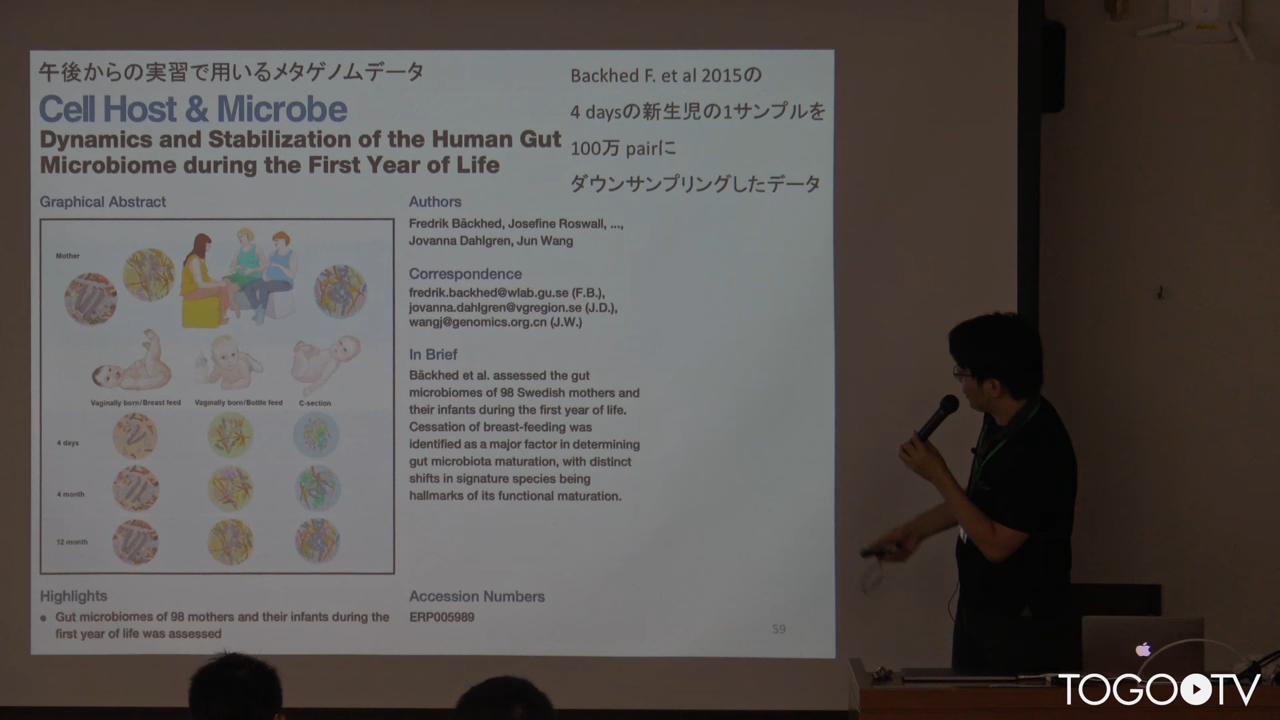 午後からの実習で用いるメタゲノムデータ
Cell Host & Microbe
Dynamics and Stabilization of the Human Gut
Microbiome during the First Year of Life
Backhed F. et al 2015の
4 daysの新生児の1サンプルを
100万 pairに
ダウンサンプリングしたデータ
Graphical Abstract
Mother
Vaginally born/Breast feed
Vaginally born/Bottle feed
C-section
4 days
4 month
12 month
Authors
Fredrik Bäckhed, Josefine Roswall, ...,
Jovanna Dahlgren, Jun Wang
Correspondence
fredrik.backhed@wlab.gu.se (F.B.),
jovanna.dahlgren@vgregion.se (J.D.),
wangj@genomics.org.cn (J.W.)
In Brief
Bäckhed et al. assessed the gut
microbiomes of 98 Swedish mothers and
their infants during the first year of life.
Cessation of breast-feeding was
identified as a major factor in determining
gut microbiota maturation, with distinct
shifts in signature species being
hallmarks of its functional maturation.
Highlights
• Gut microbiomes of 98 mothers and their infants during the
first year of life was assessed
Accession Numbers
ERP005989
59
TOGO TV